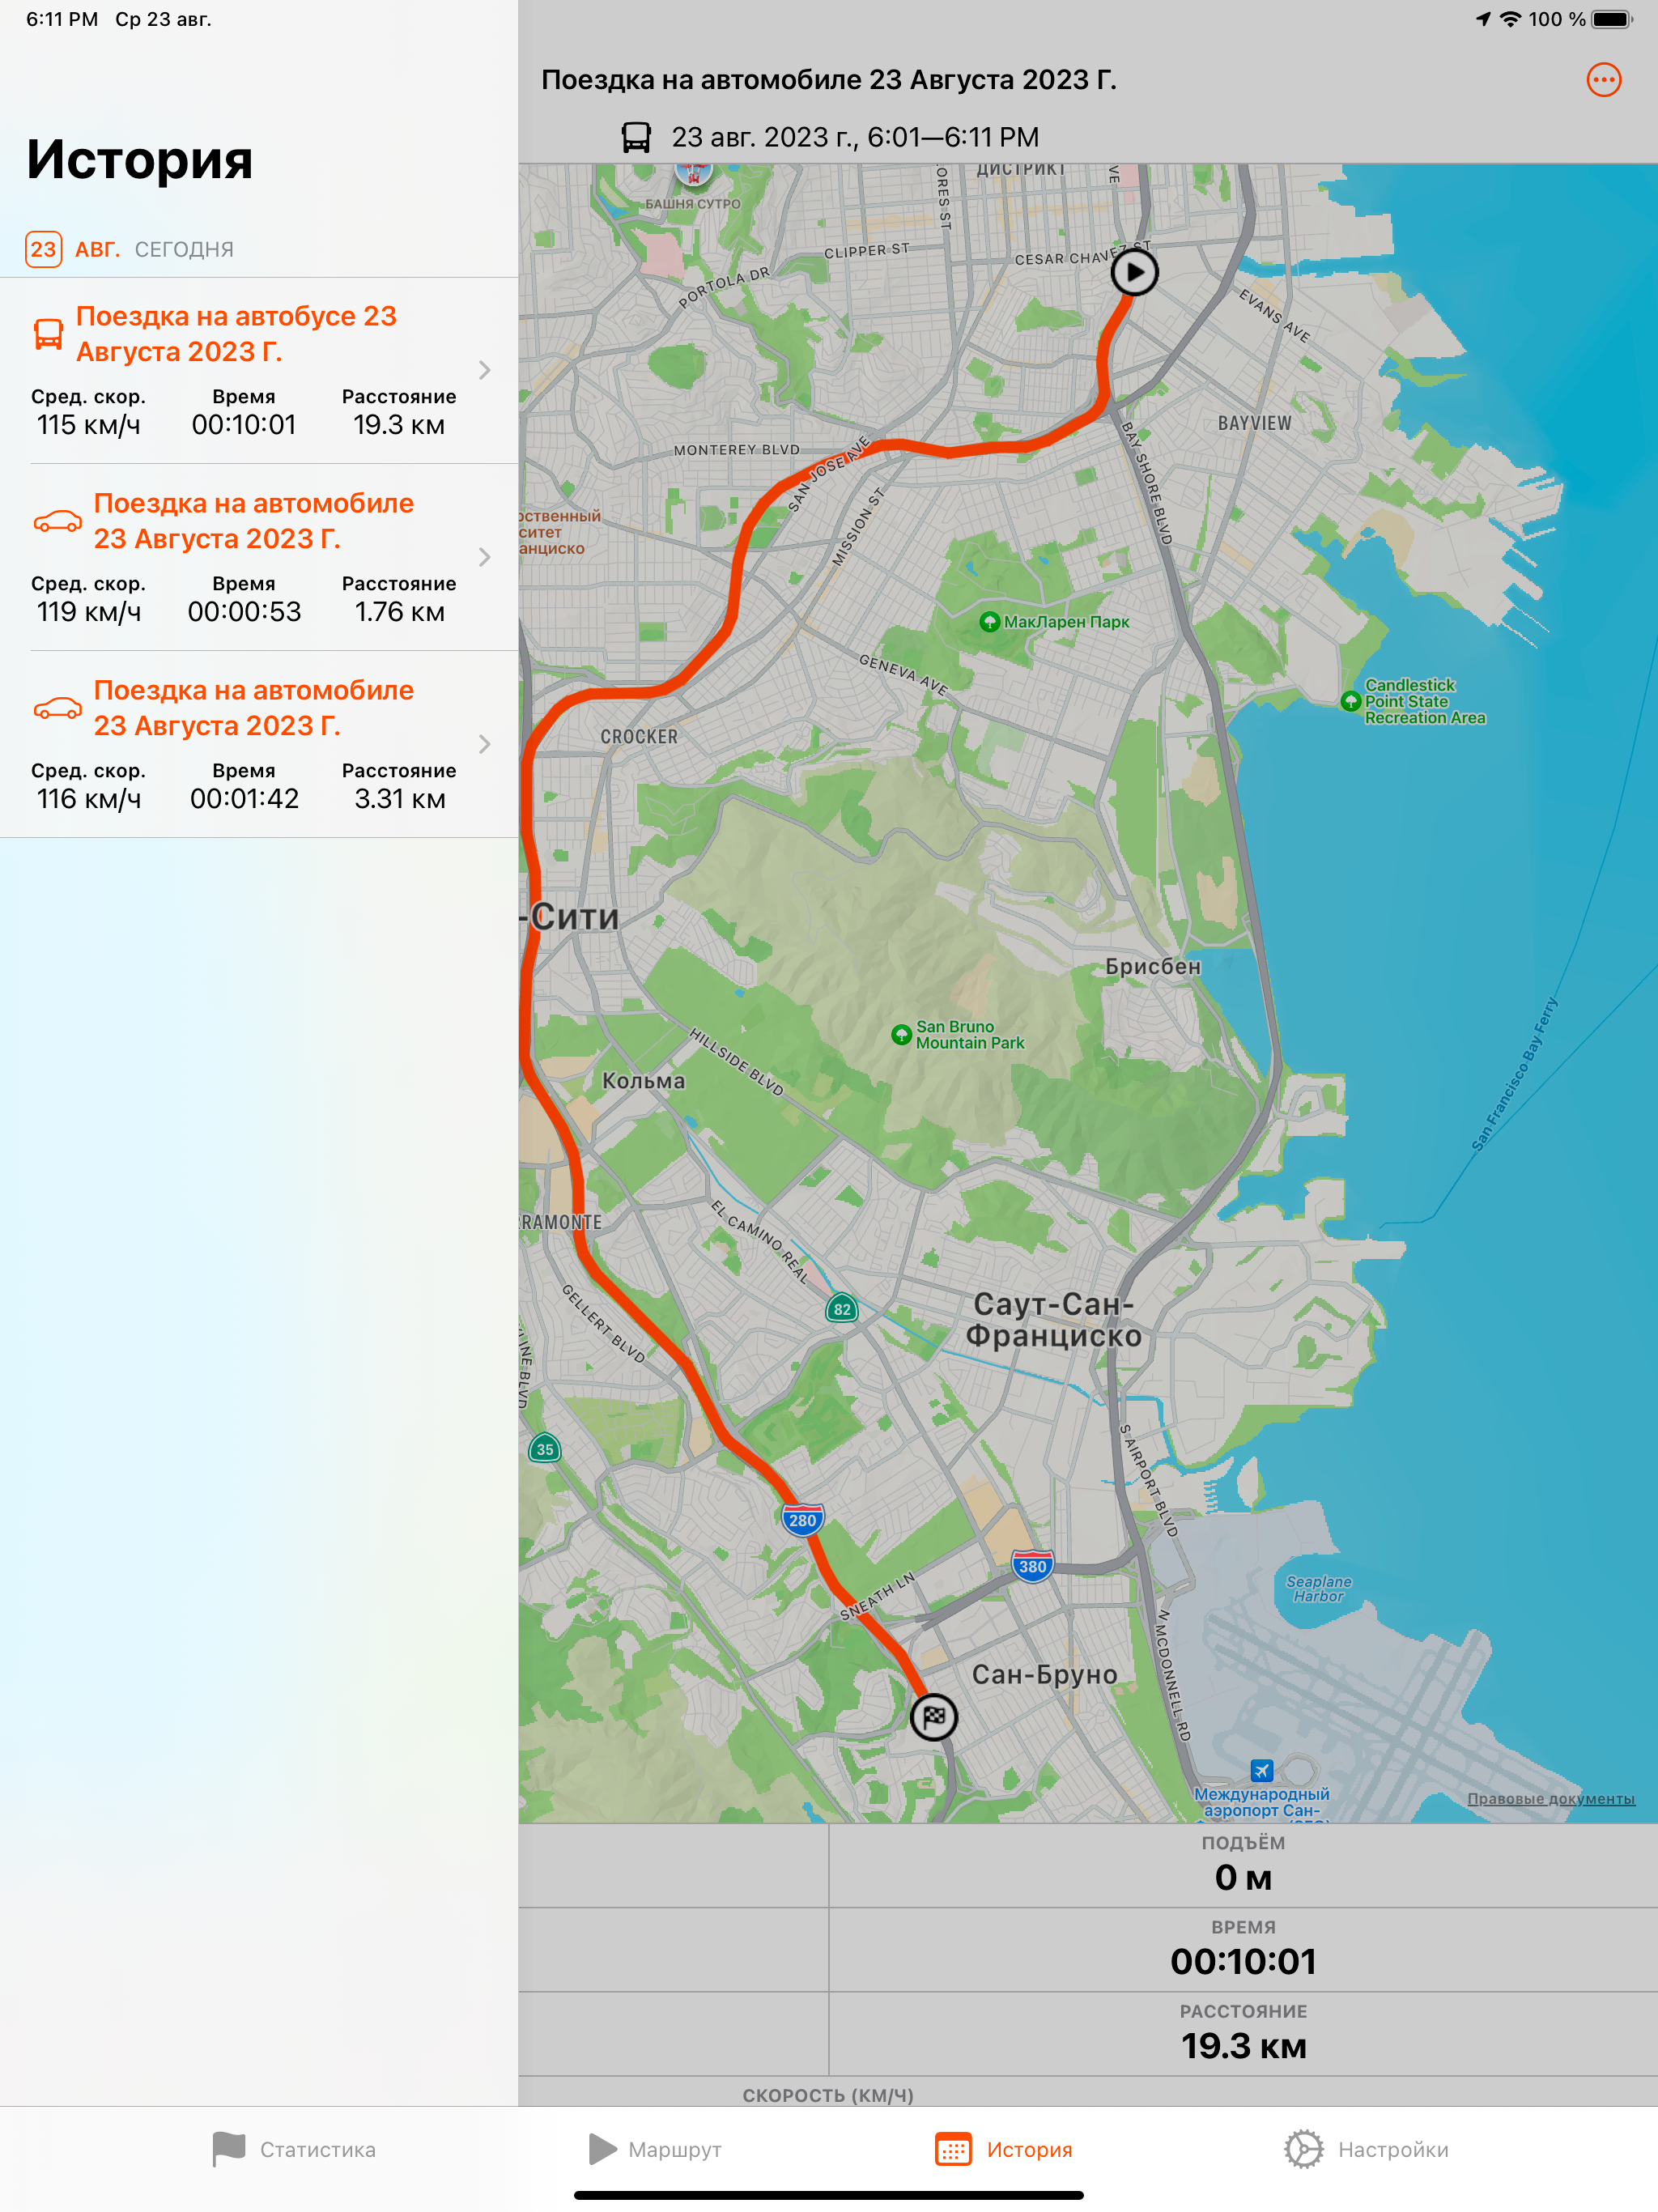 6:11 PM Ср 23 авг.
100 %
История
23 АВГ. СЕГОДНЯ
Поездка на автобусе 23
Августа 2023 Г.
Сред. скор. Время Расстояние
115 км/ч 00:10:01 19.3 км
Поездка на автомобиле
23 Августа 2023 Г.
Сред. скор. Время Расстояние
119 км/ч 00:00:53 1.76 км
Поездка на автомобиле
23 Августа 2023 Г.
Сред. скор. Время Расстояние
116 км/ч 00:01:42 3.31 км
Поездка на автомобиле 23 Августа 2023 Г.
23 авг. 2023 г., 6:01—6:11 PM
ДИСТРИКТ
БАШНЯ СУТРО
ORES ST
VE
CLIPPER ST
CESAR CHAVEZ ST
PORTOLA DR
EVANS AVE
BAYVIEW
MONTEREY BLVD
SAN JOSE AVE
BAY SHORE BLVD
MISSION ST
рственный
ситет
анциско
МакЛарен Парк
GENEVA AVE
Candlestick
Point State
Recreation Area
CROCKER
-Сити
Брисбен
San Bruno
Mountain Park
HILLSIDE BLVD
Кольма
San Francisco Bay Ferry
RAMONTE
EL CAMINO REAL
GELLERT BLVD
82
Саут-Сан-
Франциско
LINE BLVD
35
S AIRPORT BLVD
280
380
SNEATH LN
Seaplane
Harbor
N MCDONNELL RD
Сан-Бруно
Международный
аэропорт Сан-
Правовые документы
ПОДЪЁМ
0 м
ВРЕМЯ
00:10:01
РАССТОЯНИЕ
19.3 км
СКОРОСТЬ (КМ/Ч)
Статистика
Маршрут
История
Настройки